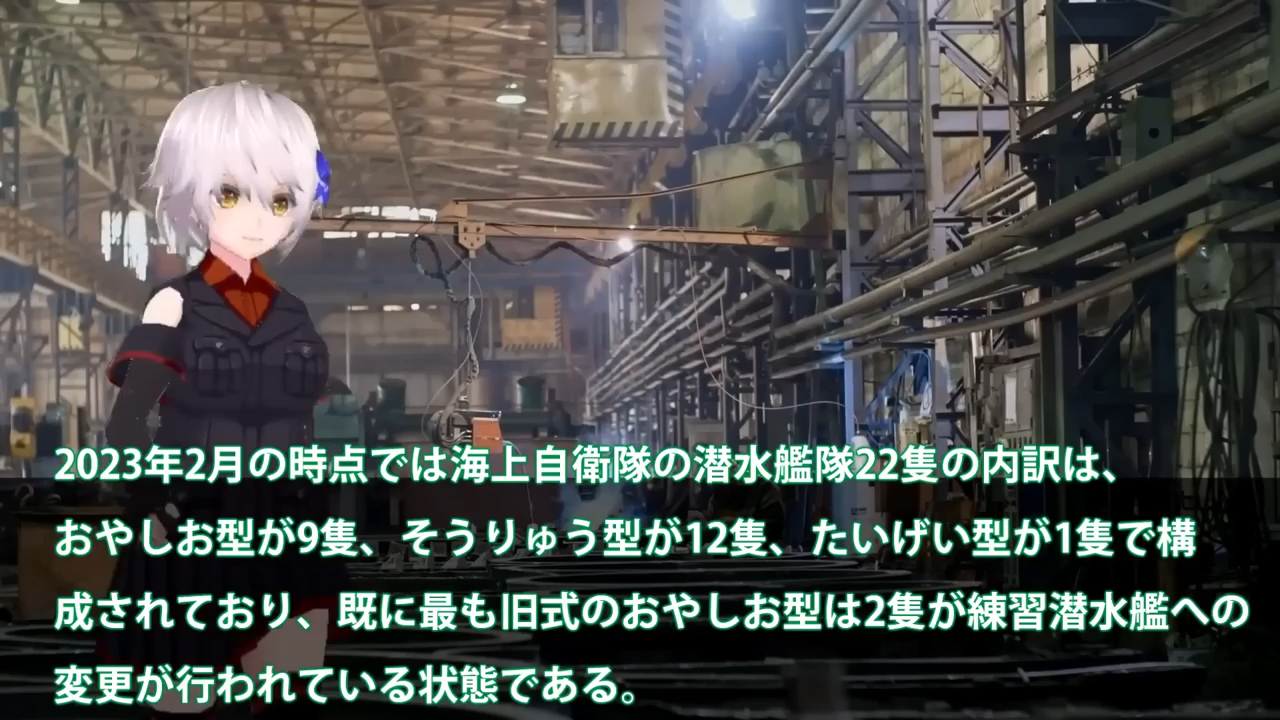 2023年2月の時点では海上自衛隊の潜水艦隊22隻の内訳は、
おやしお型が9隻、そうりゅう型が12隻、たいげい型が1隻で構
成されており、既に最も旧式のおやしお型は2隻が練習潜水艦への
変更が行われている状態である。